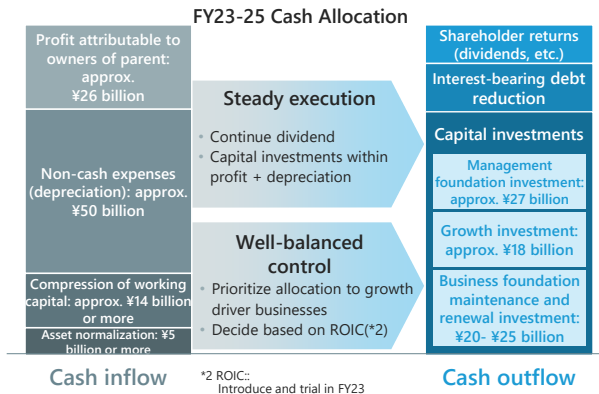 FY23-25 Cash Allocation
Profit attributable to
owners of parent:
approx.
¥26 billion
Non-cash expenses
(depreciation): approx.
¥50 billion
Compression of working
capital: approx. ¥14 billion
or more
Asset normalization: ¥5
billion or more
Cash inflow
Steady execution
• Continue dividend
• Capital investments within
profit + depreciation
Well-balanced
control
• Prioritize allocation to growth
driver businesses
• Decide based on ROIC(*2)
*2 ROIC::
Introduce and trial in FY23
Shareholder returns
(dividends, etc.)
Interest-bearing debt
reduction
Capital investments
Management
foundation investment:
approx. ¥27 billion
Growth investment:
approx. ¥18 billion
Business foundation
maintenance and
renewal investment:
¥20- ¥25 billion
Cash outflow